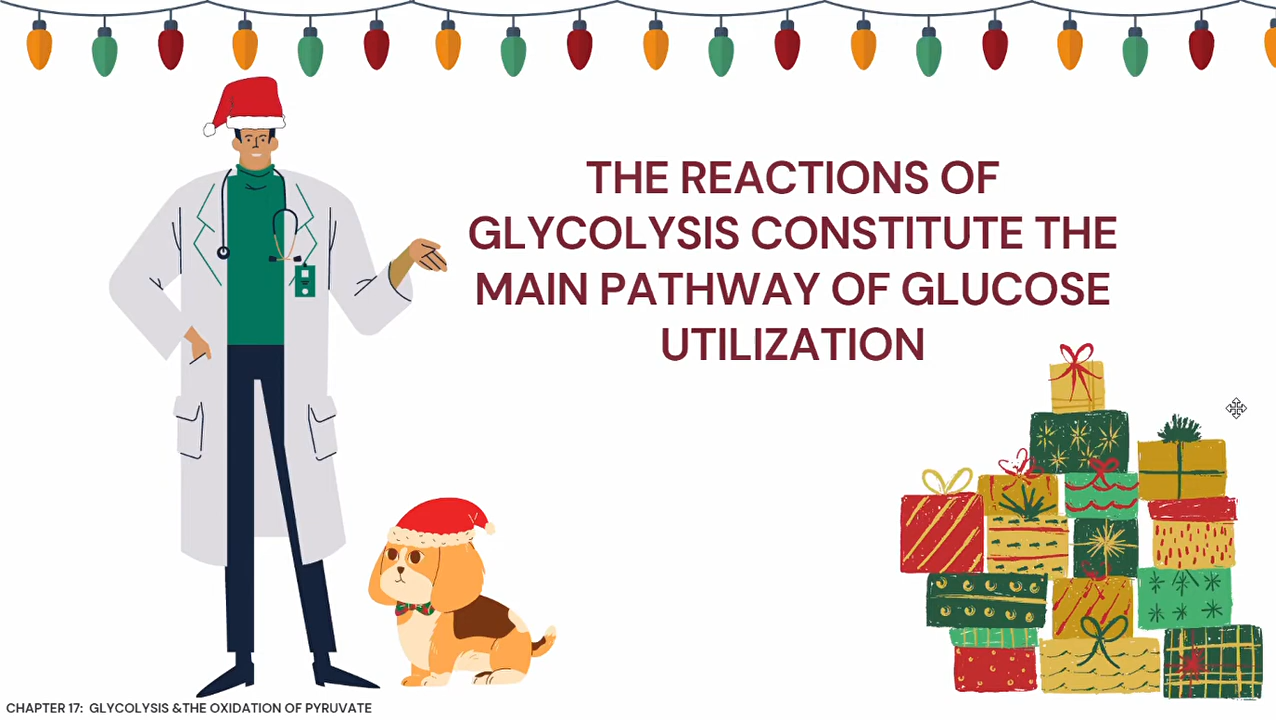 THE REACTIONS OF
GLYCOLYSIS CONSTITUTE THE
MAIN PATHWAY OF GLUCOSE
UTILIZATION
CHAPTER 17: GLYCOLYSIS &THE OXIDATION OF PYRUVATE